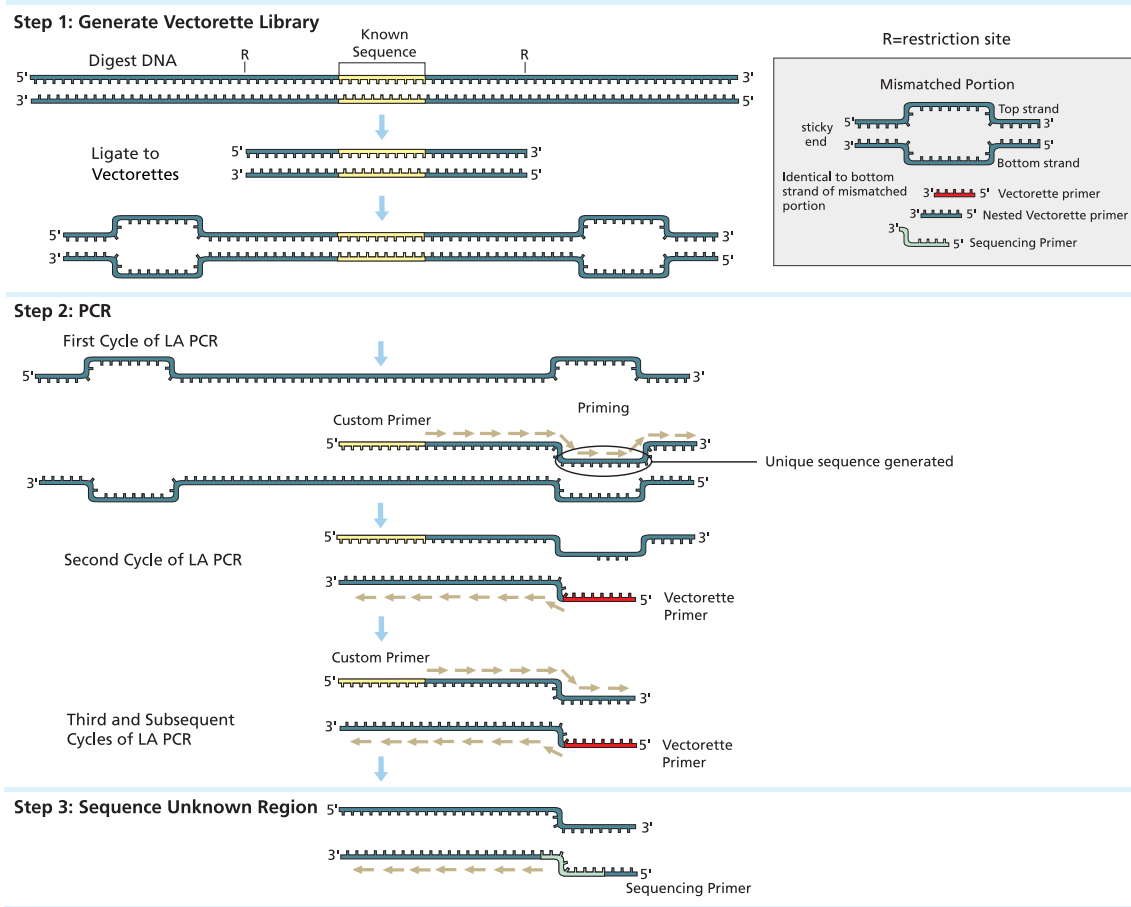 Step 1: Generate Vectorette Library
Known
Sequence
R
R
Digest DNA
5'
3'
3'
5'
Ligate to
Vectorettes
5'
3'
3'
5'
5'
3'
3'
5'
R=restriction site
Mismatched Portion
Top strand
5'
3'
sticky
end
3'
5'
Bottom strand
Identical to bottom
strand of mismatched
portion
3'
5'
Vectorette primer
3'
5'
Nested Vectorette primer
3'
5'
Sequencing Primer
Step 2: PCR
First Cycle of LA PCR
5'
3'
Priming
Custom Primer
5'
3'
Unique sequence generated
3'
5'
5'
3'
Second Cycle of LA PCR
3'
5'
Vectorette
Primer
Custom Primer
5'
3'
Third and Subsequent
Cycles of LA PCR
3'
5'
Vectorette
Primer
Step 3: Sequence Unknown Region
5'
3'
3'
5'
Sequencing Primer